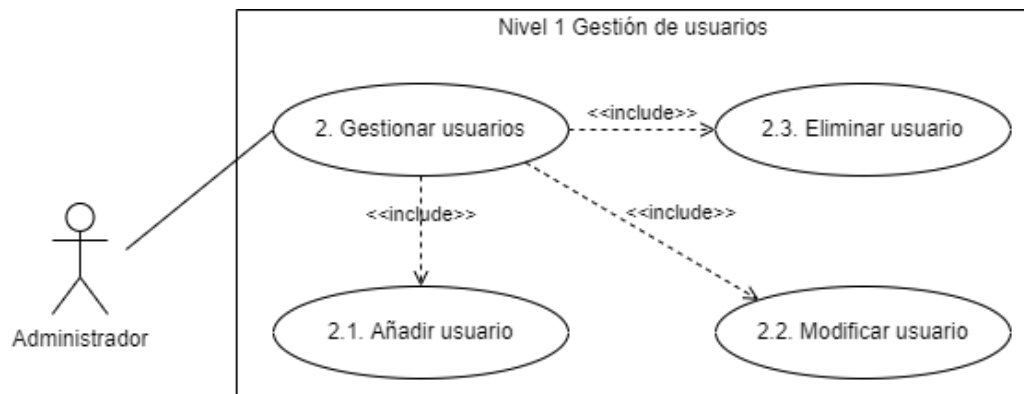 Nivel 1 Gestión de usuarios
2. Gestionar usuarios
<<include>>
2.3. Eliminar usuario
<<include>>
<<include>>
Administrador
2.1. Añadir usuario
2.2. Modificar usuario